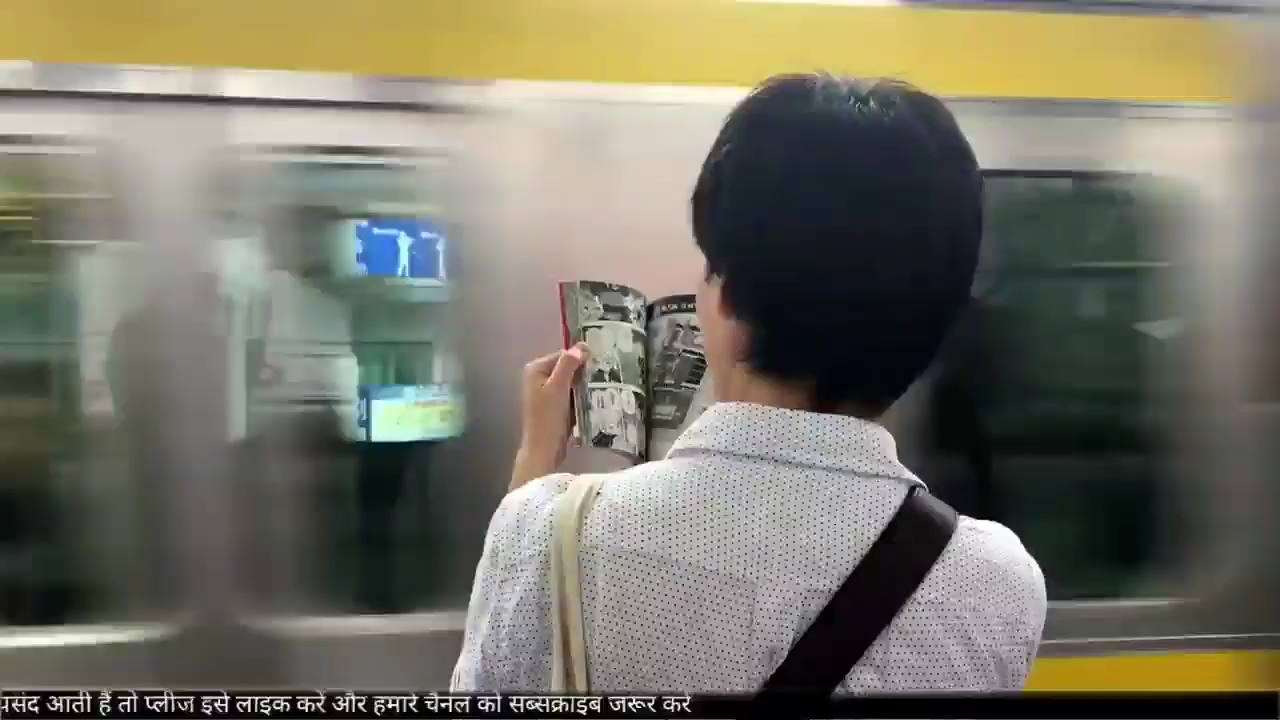 पसंद आती हैं तो प्लीज इसे लाइक करें और हमारे चैनल को सब्सक्राइब जरूर करें